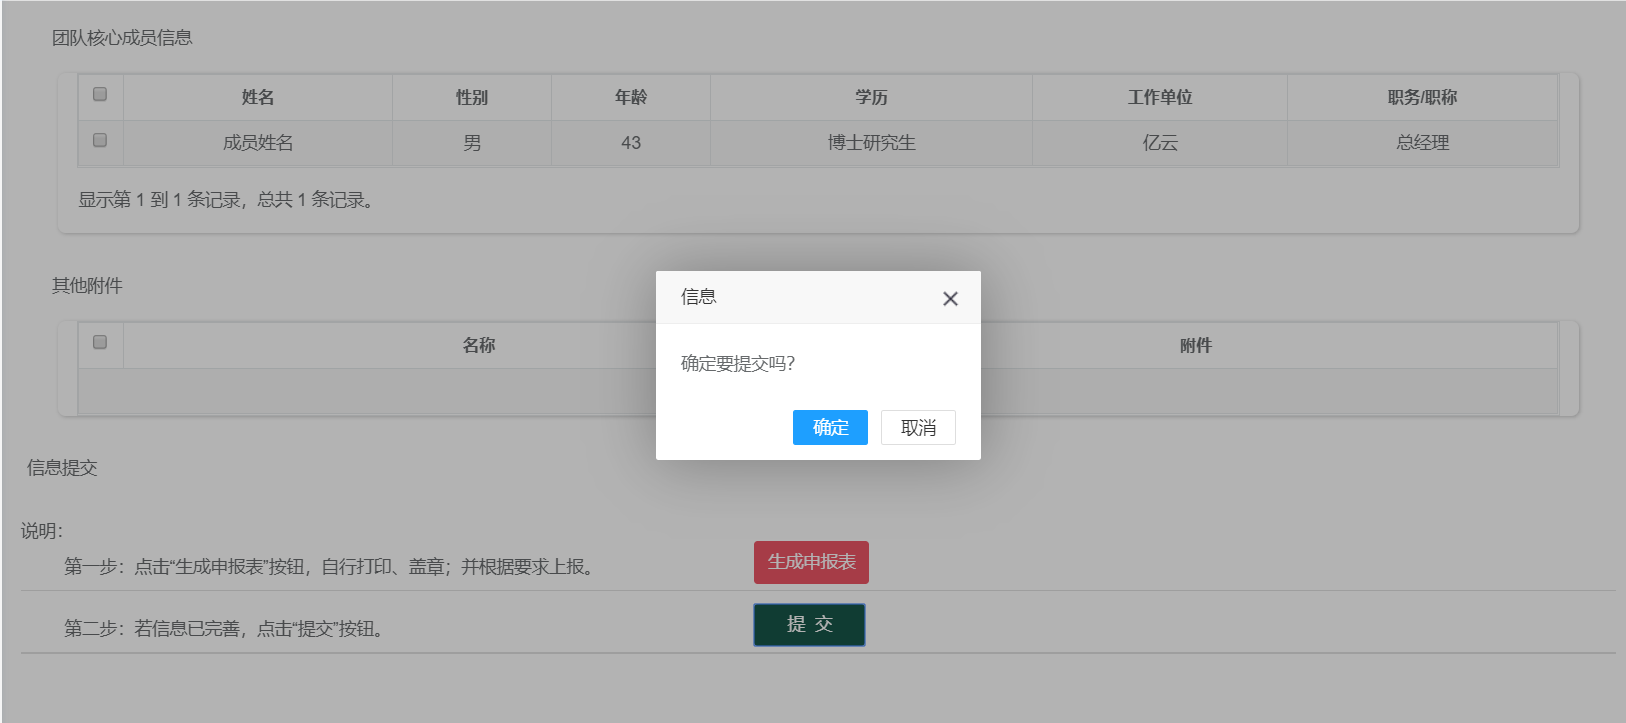 团队核心成员信息
姓名 性别 年龄 学历 工作单位 职务/职称
成员姓名 男 43 博士研究生 亿云 总经理
显示第 1 到 1 条记录，总共 1 条记录。
其他附件
名称 附件
信息
确定要提交吗？
确定 取消
信息提交
说明：
第一步：点击“生成申报表”按钮，自行打印、盖章；并根据要求上报。 生成申报表
第二步：若信息已完善，点击“提交”按钮。 提 交